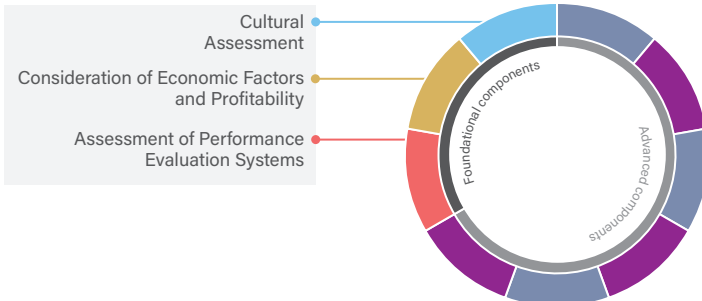 Cultural
Assessment
Consideration of Economic Factors
and Profitability
Assessment of Performance
Evaluation Systems
Foundational components
Advanced components